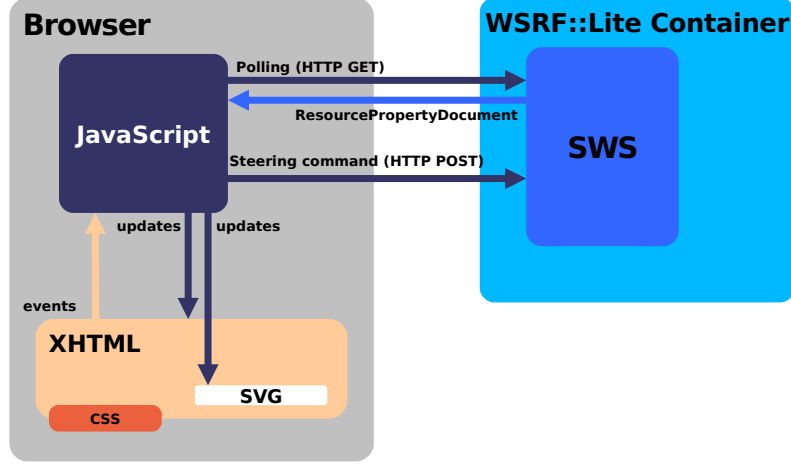 Browser
WSRF::Lite Container
Polling (HTTP GET)
ResourcePropertyDocument
JavaScript
SWS
Steering command (HTTP POST)
updates
updates
events
XHTML
SVG
CSS